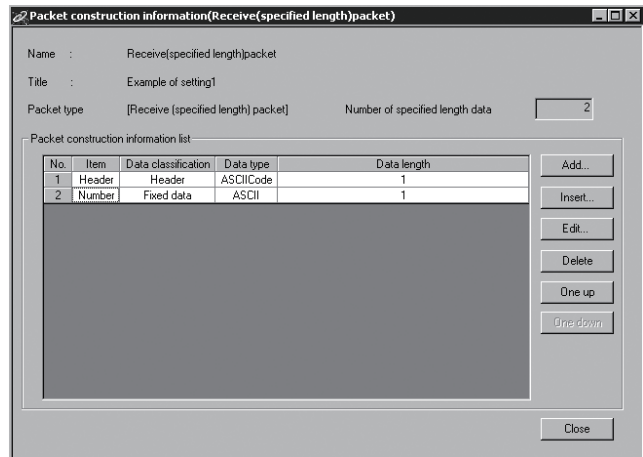 Packet construction information(Receive(specified length)packet)
Name : Receive(specified length)packet
Title : Example of setting1
Packet type [Receive (specified length) packet] Number of specified length data 2
Packet construction information list
No. Item Data classification Data type Data length
1 Header Header ASCIICode 1
2 Number Fixed data ASCII 1
Add...
Insert...
Edit...
Delete
One up
One down
Close